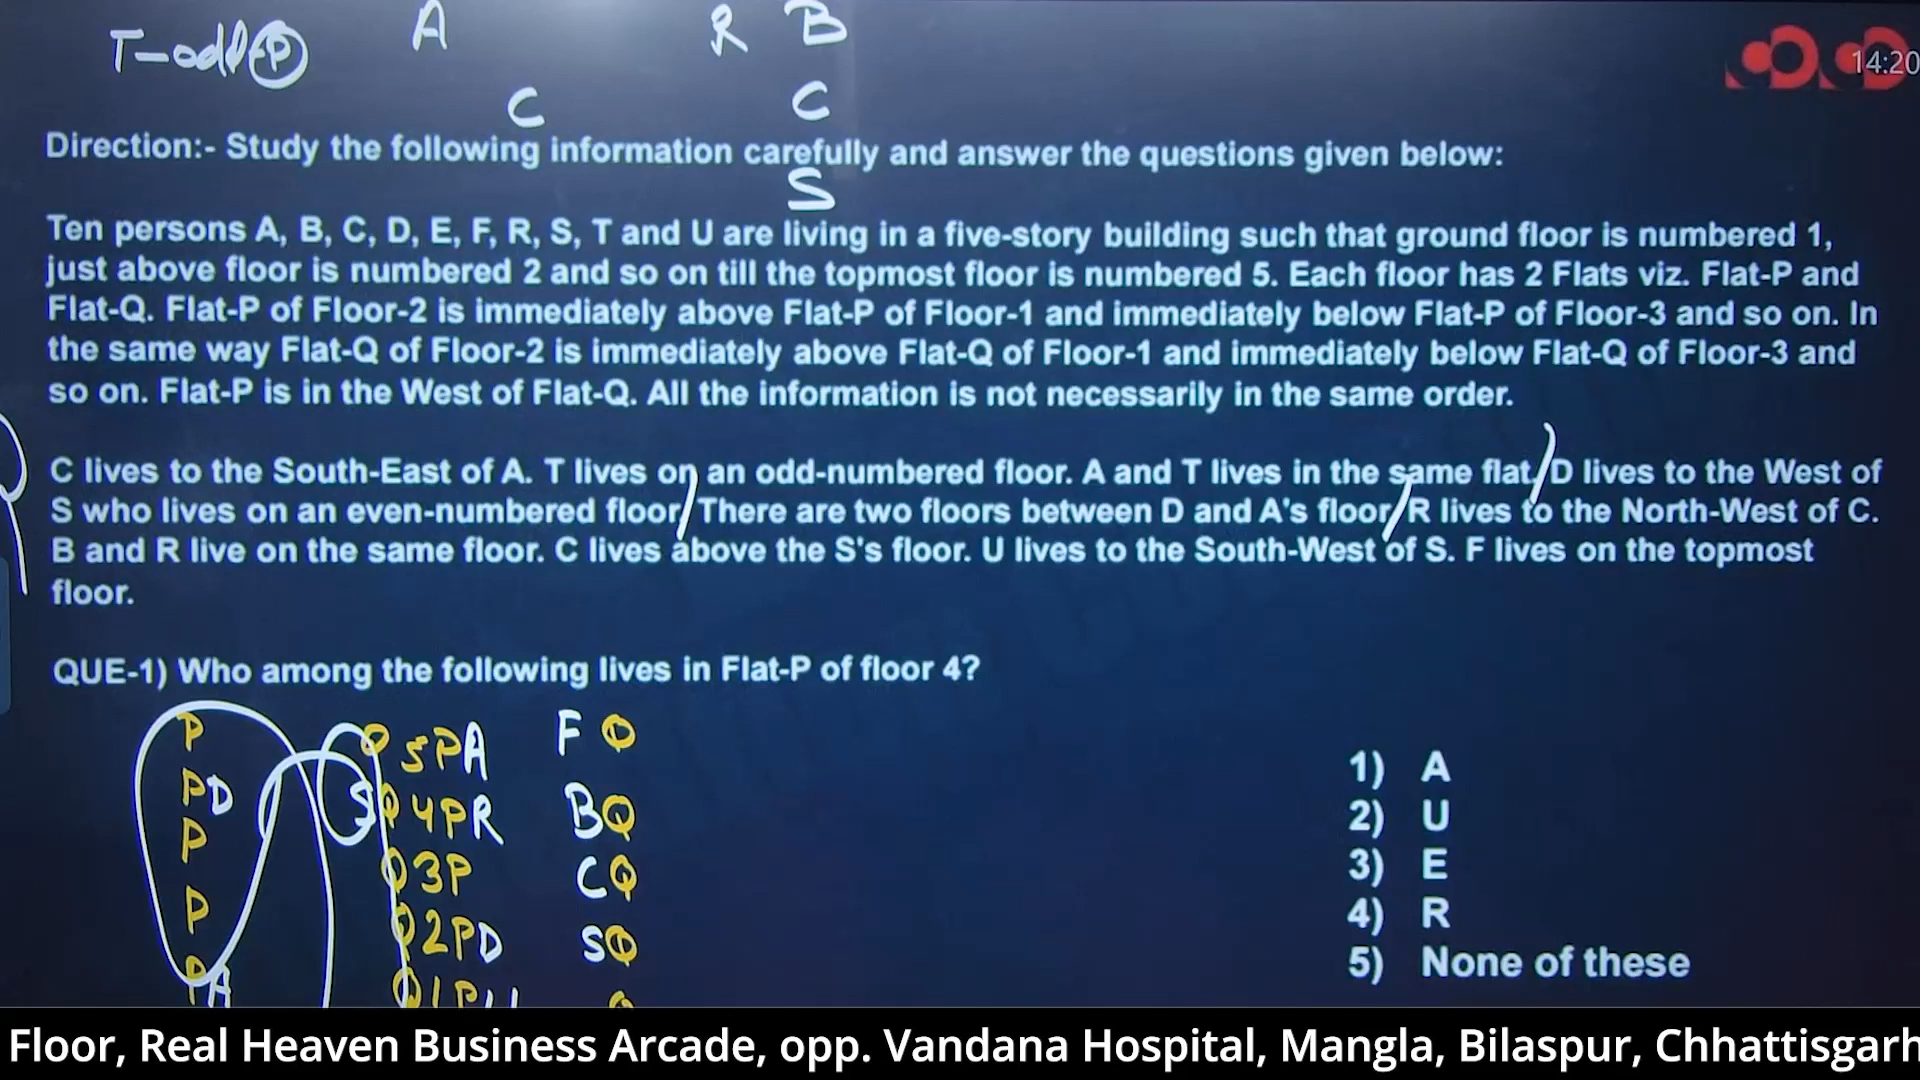 A R B
T-odd P
14:20
C C
Direction:- Study the following information carefully and answer the questions given below:
S
Ten persons A, B, C, D, E, F, R, S, T and U are living in a five-story building such that ground floor is numbered 1,
just above floor is numbered 2 and so on till the topmost floor is numbered 5. Each floor has 2 Flats viz. Flat-P and
Flat-Q. Flat-P of Floor-2 is immediately above Flat-P of Floor-1 and immediately below Flat-P of Floor-3 and so on. In
the same way Flat-Q of Floor-2 is immediately above Flat-Q of Floor-1 and immediately below Flat-Q of Floor-3 and
so on. Flat-P is in the West of Flat-Q. All the information is not necessarily in the same order.
C lives to the South-East of A. T lives on an odd-numbered floor. A and T lives in the same flat. D lives to the West of
S who lives on an even-numbered floor. There are two floors between D and A's floor. R lives to the North-West of C.
B and R live on the same floor. C lives above the S's floor. U lives to the South-West of S. F lives on the topmost
floor.
QUE-1) Who among the following lives in Flat-P of floor 4?
P Q 5PA F Q
PD SQ 4PR BQ
P Q 3P CQ
P Q 2PD SQ
PA Q 1PU Q
1) A
2) U
3) E
4) R
5) None of these
Floor, Real Heaven Business Arcade, opp. Vandana Hospital, Mangla, Bilaspur, Chhattisgarh